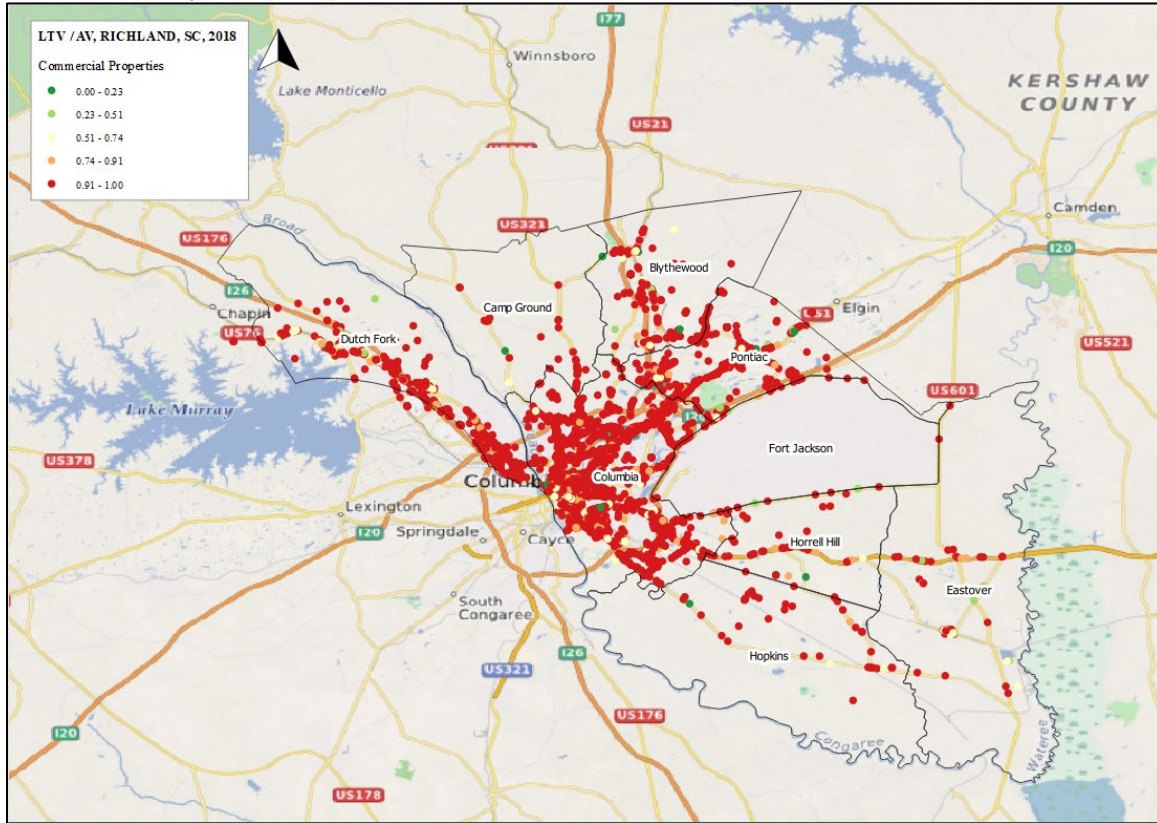 LTV / AV, RICHLAND, SC, 2018
Commercial Properties
0.00 - 0.23
0.23 - 0.51
0.51 - 0.74
0.74 - 0.91
0.91 - 1.00
I77
Winnsboro
Lake Monticello
US21
KERSHAW
COUNTY
Camden
I20
Broad
US176
US321
I26
Chapin
US76
Blythewood
Camp Ground
Dutch Fork
Elgin
US521
Pontiac
US601
Lake Murray
US378
Fort Jackson
Columbia
Lexington
I20
Springdale
Cayce
Horrell Hill
Eastover
South
Congaree
Hopkins
I26
US321
US176
I20
Congaree
Wateree
US178